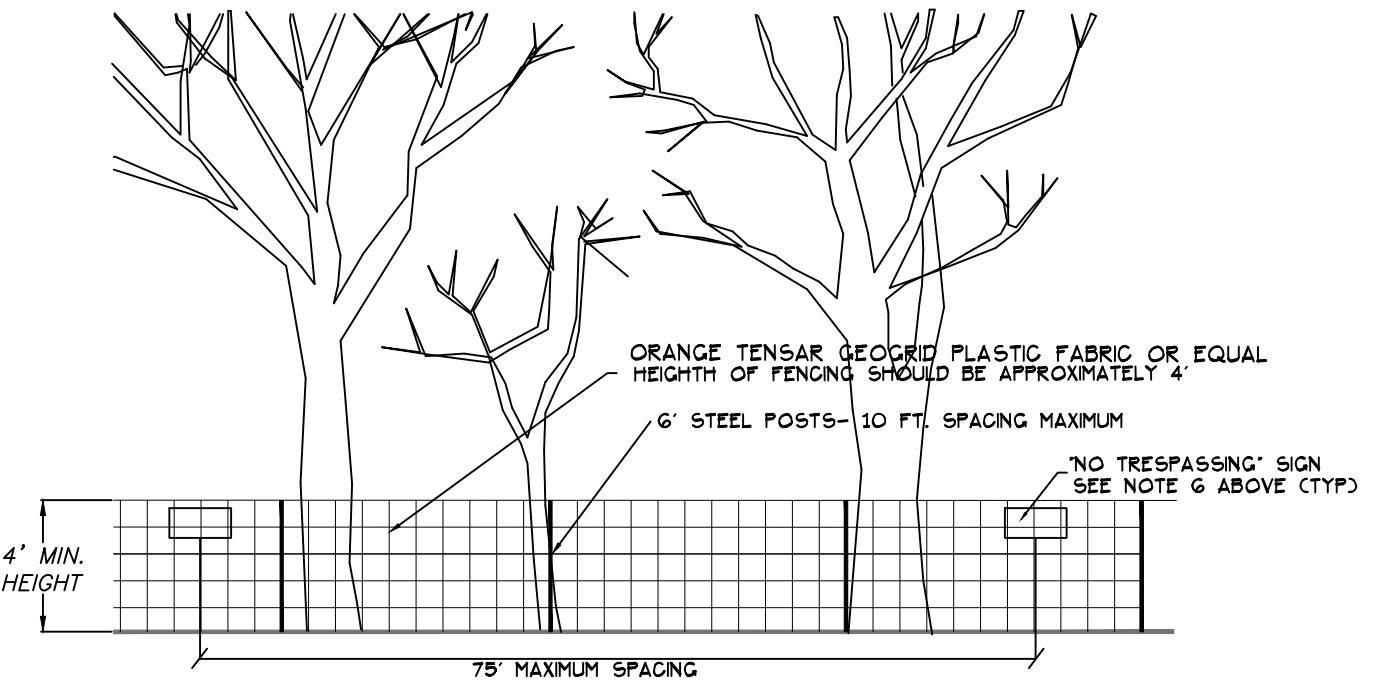 ORANGE TENSAR GEOGRID PLASTIC FABRIC OR EQUAL
HEIGHTH OF FENCING SHOULD BE APPROXIMATELY 4'
6' STEEL POSTS- 10 FT. SPACING MAXIMUM
"NO TRESPASSING" SIGN
SEE NOTE 6 ABOVE (TYP)
4' MIN.
HEIGHT
75' MAXIMUM SPACING